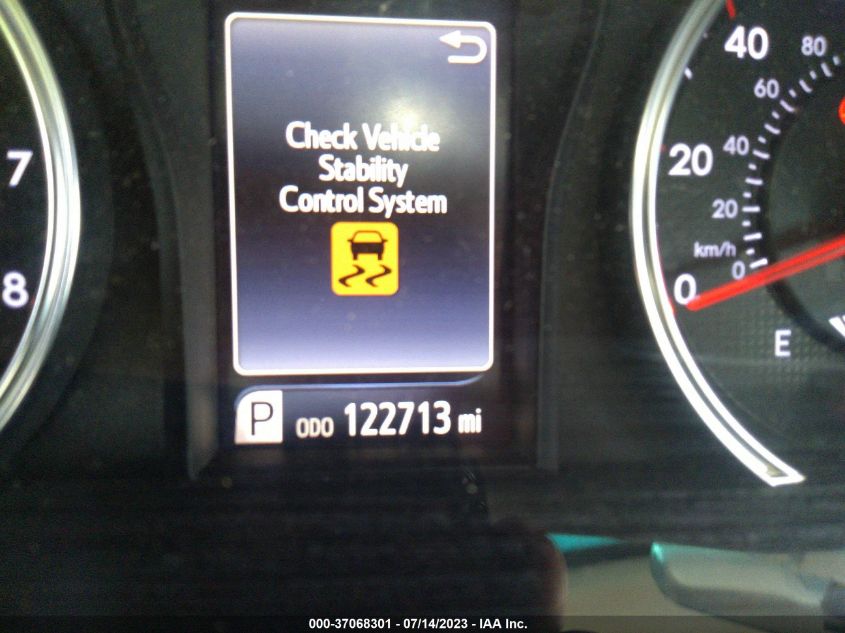 Check Vehicle
Stability
Control System
P ODO 122713 mi
7
8
40
80
60
20
40
20
km/h
0
0
E
000-37068301 - 07/14/2023 - IAA Inc.